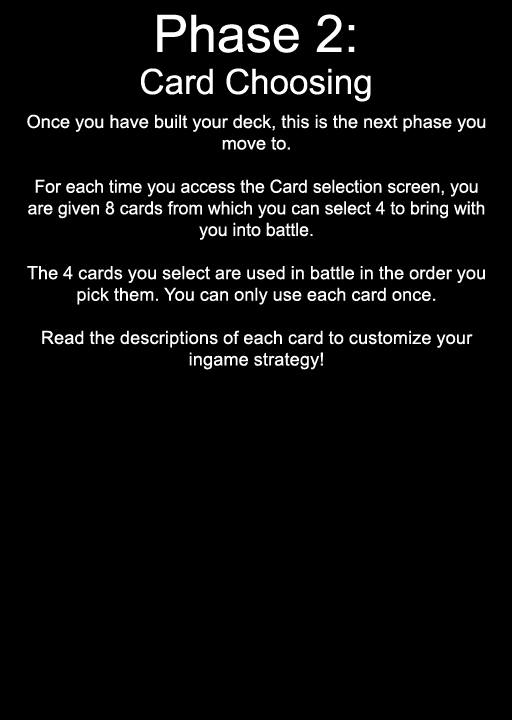 Phase 2:
Card Choosing
Once you have built your deck, this is the next phase you
move to.
For each time you access the Card selection screen, you
are given 8 cards from which you can select 4 to bring with
you into battle.
The 4 cards you select are used in battle in the order you
pick them. You can only use each card once.
Read the descriptions of each card to customize your
ingame strategy!